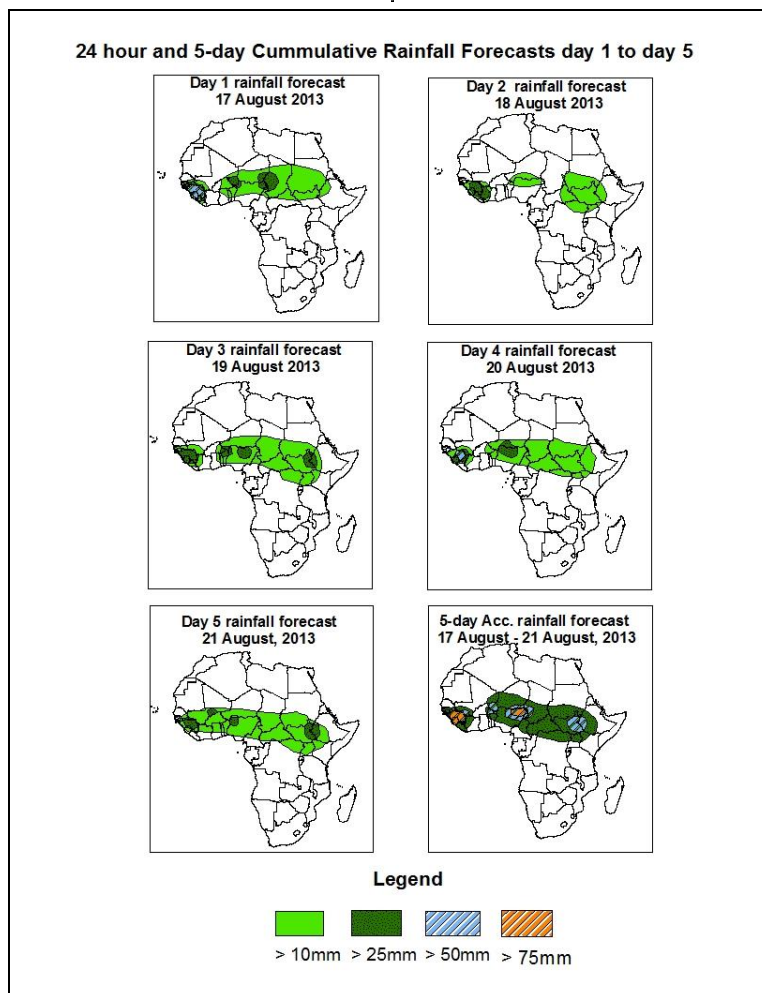 24 hour and 5-day Cummulative Rainfall Forecasts day 1 to day 5
Day 1 rainfall forecast
17 August 2013
Day 2 rainfall forecast
18 August 2013
Day 3 rainfall forecast
19 August 2013
Day 4 rainfall forecast
20 August 2013
Day 5 rainfall forecast
21 August, 2013
5-day Acc. rainfall forecast
17 August - 21 August, 2013
Legend
> 10mm > 25mm > 50mm > 75mm